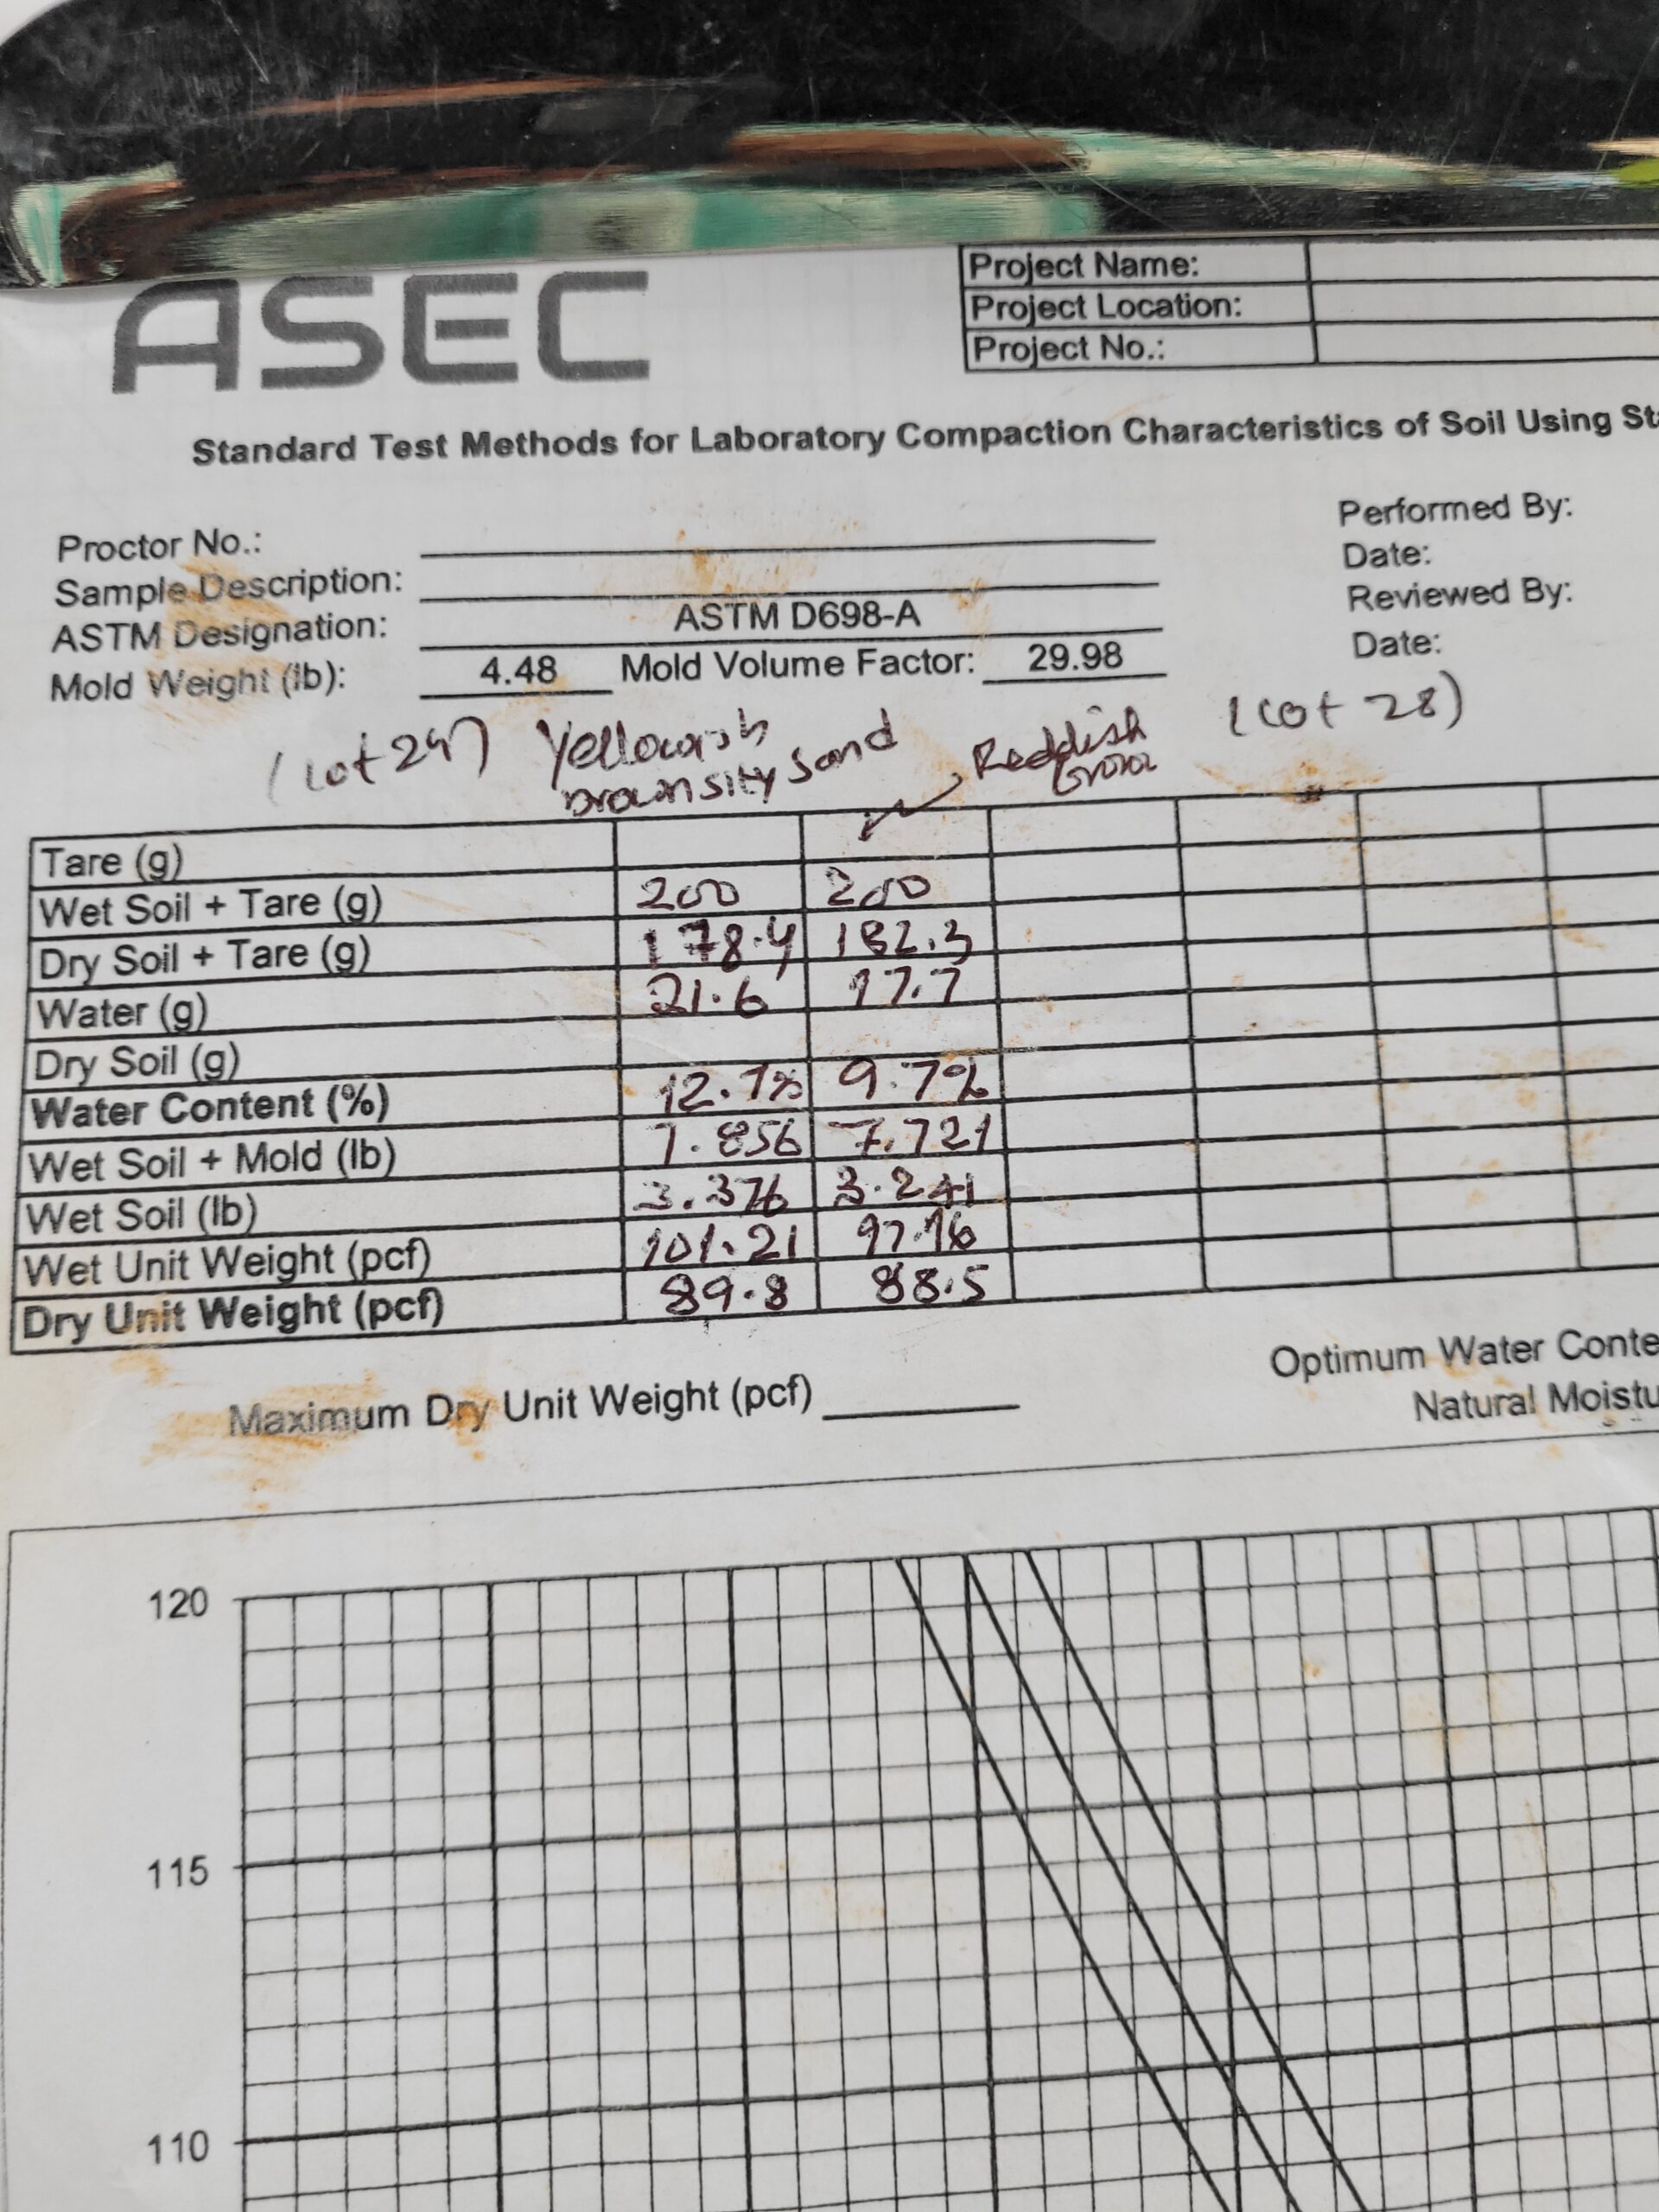 ASEC
Project Name:
Project Location:
Project No.:
Standard Test Methods for Laboratory Compaction Characteristics of Soil Using
Proctor No.:
Sample Description:
ASTM Designation: ASTM D698-A
Mold Weight (lb): 4.48 Mold Volume Factor: 29.98
Performed By:
Date:
Reviewed By:
Date:
Yellowish
sand
Reddish
(Lot 28)
Tare (g)
Wet Soil + Tare (g) 200 200
Dry Soil + Tare (g) 178.4 182.3
Water (g) 21.6 17.7
Dry Soil (g)
Water Content (%) 12.1% 9.7%
Wet Soil + Mold (lb) 7.856 7.721
Wet Soil (lb) 3.376 3.241
Wet Unit Weight (pcf) 101.21 97.16
Dry Unit Weight (pcf) 89.8 88.5
Maximum Dry Unit Weight (pcf)
Optimum Water
Natural
120
115
110